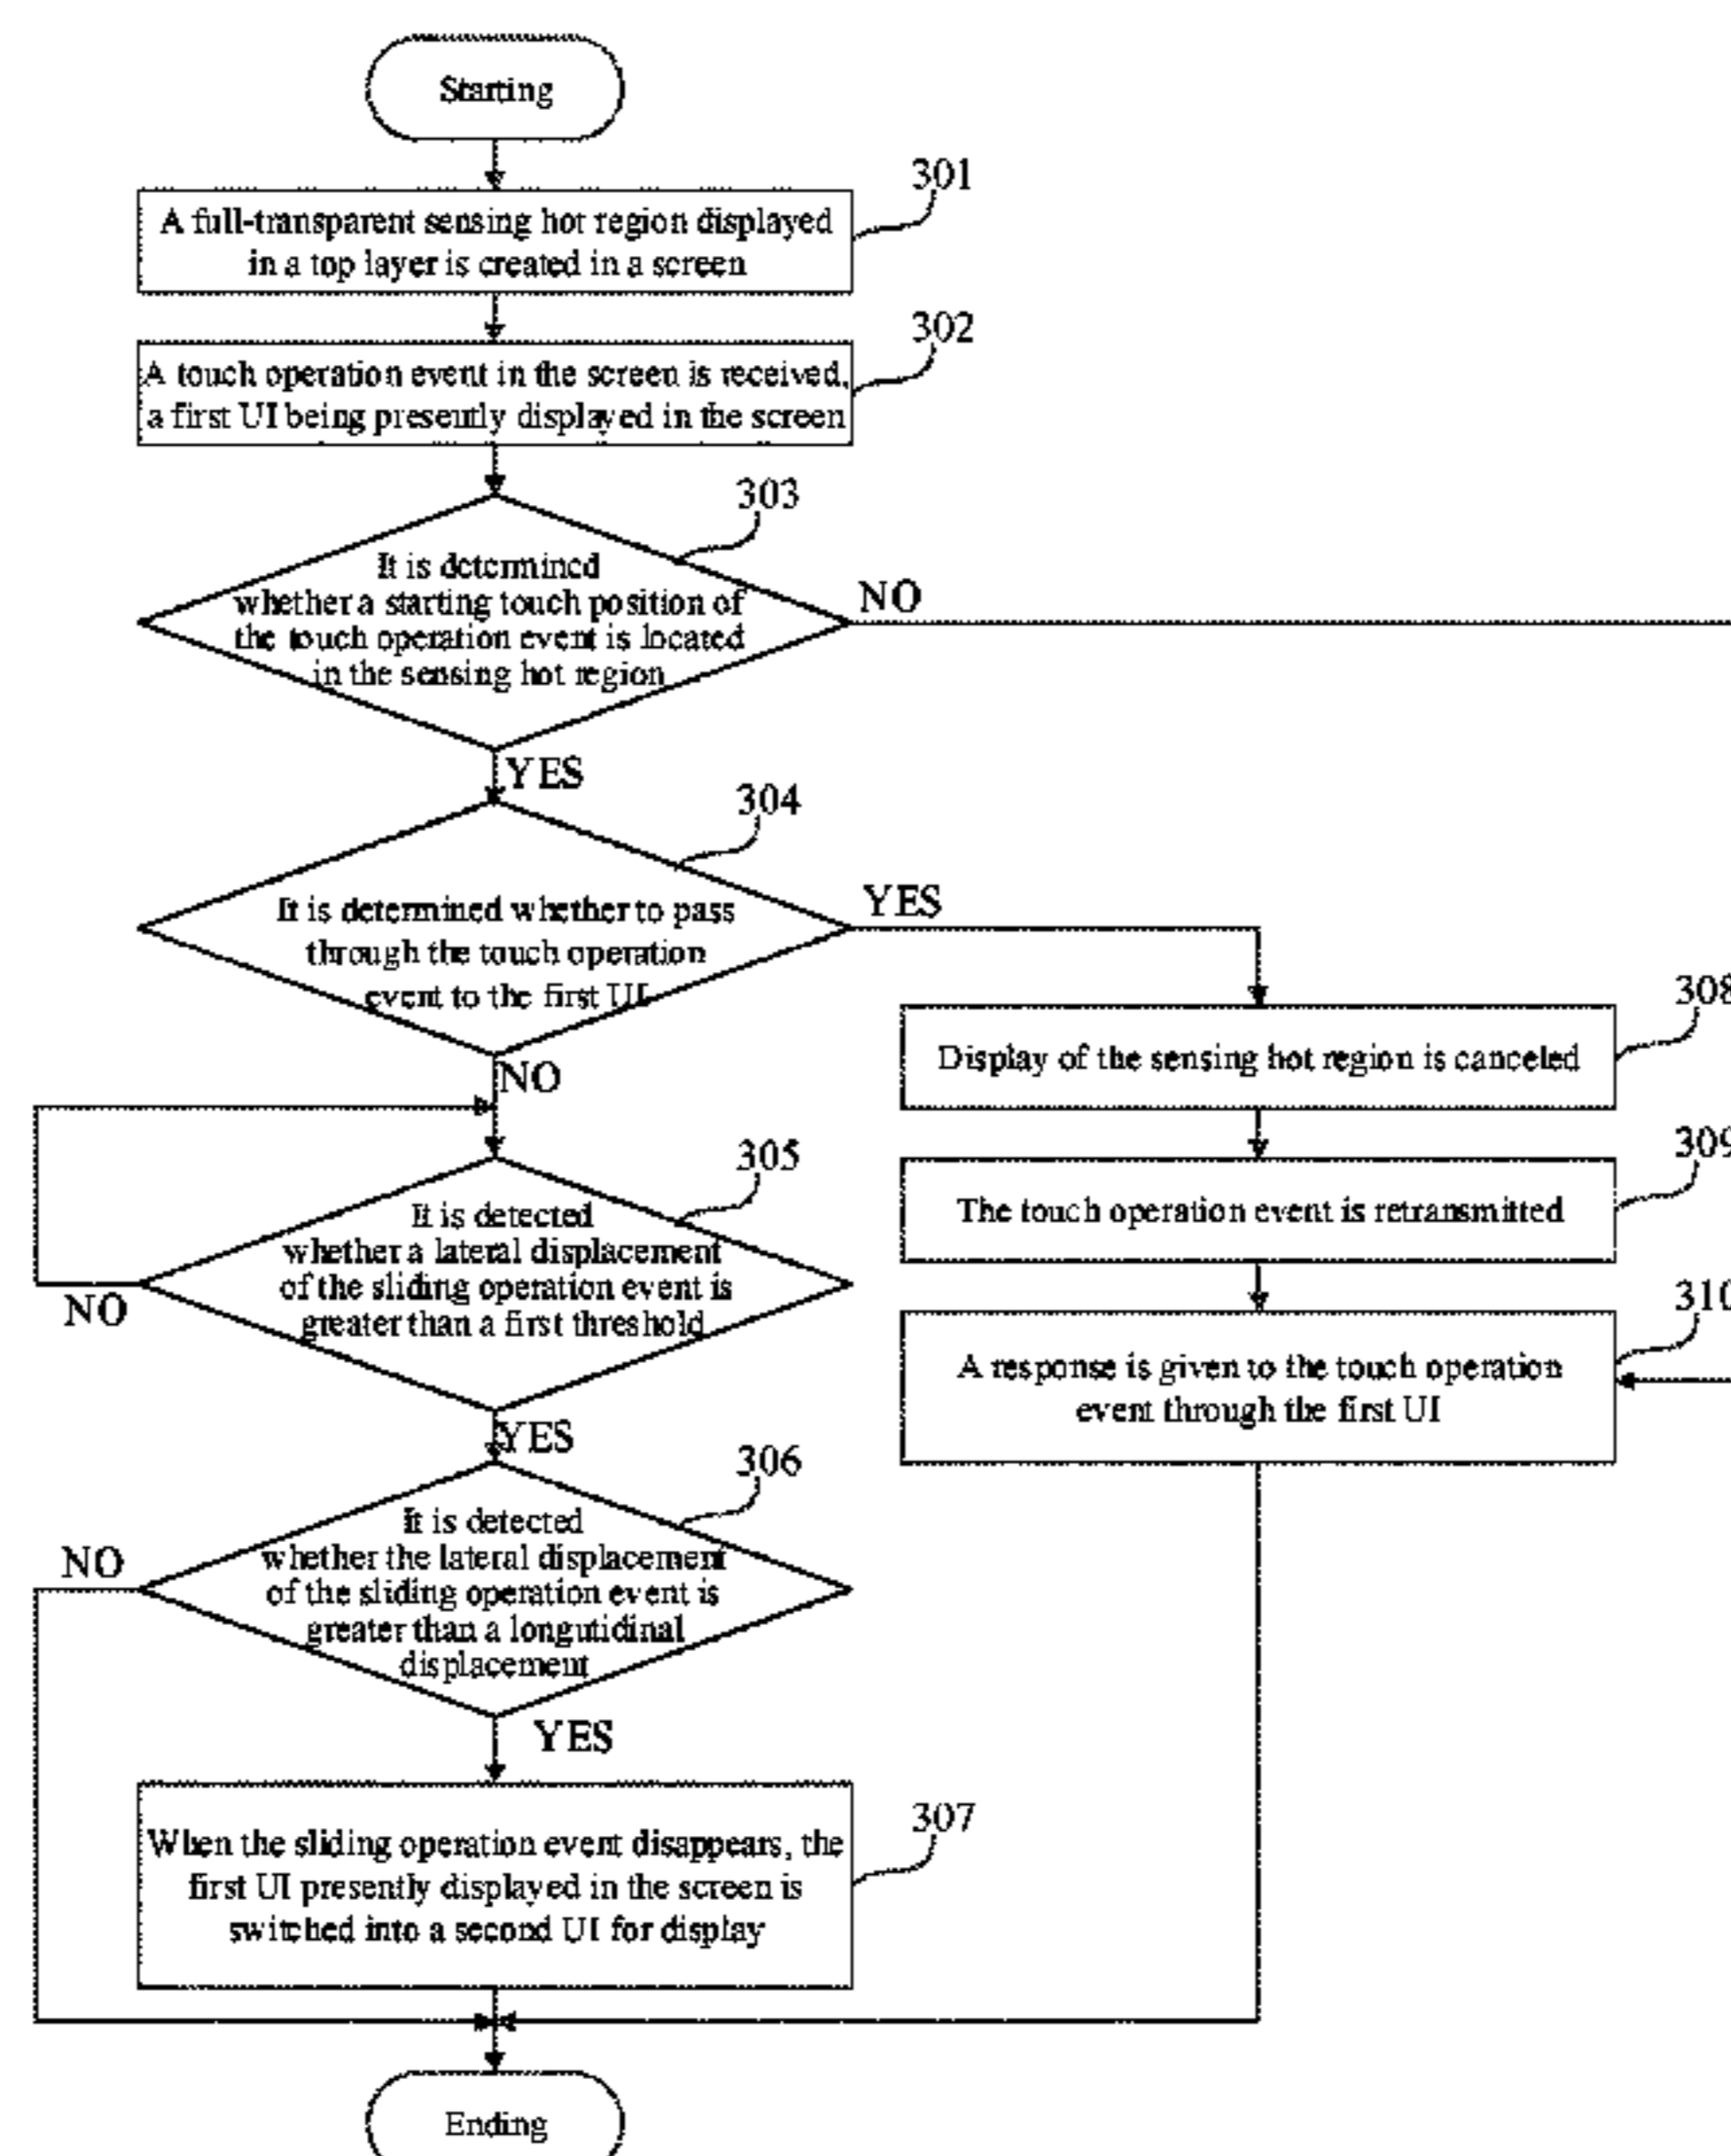 Starting
301
A full-transparent sensing hot region displayed
in a top layer is created in a screen
302
A touch operation event in the screen is received,
a first UI being presently displayed in the screen
303
It is determined
whether a starting touch position of
the touch operation event is located
in the sensing hot region
NO
YES
304
It is determined whether to pass
through the touch operation
event to the first UI
YES
NO
308
Display of the sensing hot region is canceled
305
It is detected
whether a lateral displacement
of the sliding operation event is
greater than a first threshold
NO
YES
309
The touch operation event is retransmitted
310
A response is given to the touch operation
event through the first UI
306
It is detected
whether the lateral displacement
of the sliding operation event is
greater than a longutidinal
displacement
NO
YES
307
When the sliding operation event disappears, the
first UI presently displayed in the screen is
switched into a second UI for display
Ending